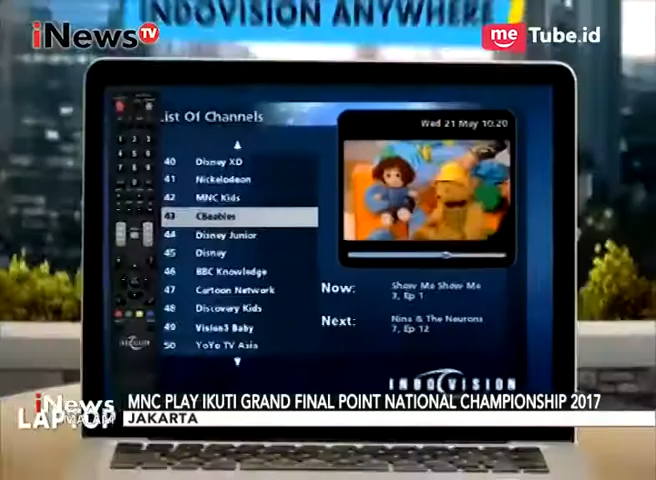 INDOVISION ANYWHERE
iNews TV
me Tube.id
List Of Channels
Wed 21 May 10:20
40 Disney XD
41 Nickelodeon
42 MNC Kids
43 CBeebies
44 Disney Junior
45 Disney
46 BBC Knowledge
47 Cartoon Network
48 Discovery Kids
49 Vision3 Baby
50 YoYo TV Asia
Now: Show Me Show Me
3, Ep 1
Next: Nina & The Neurons
7, Ep 12
INDOVISION
iNews
MALAM
LAPTOP
MNC PLAY IKUTI GRAND FINAL POINT NATIONAL CHAMPIONSHIP 2017
JAKARTA